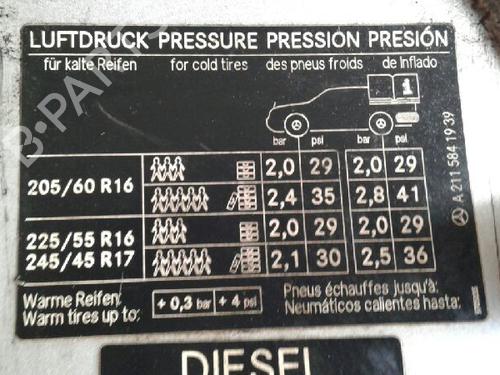 LUFTDRUCK PRESSURE PRESSION PRESIÓN
für kalte Reifen for cold tires des pneus froids de inflado
bar psi bar psi
205/60 R16 2,0 29 2,0 29
2,4 35 2,8 41
225/55 R16 2,0 29 2,0 29
245/45 R17 2,1 30 2,5 36
Warme Reifen: + 0,3 bar + 4 psi Pneus échauffes jusqu'à:
Warm tires up to: Neumáticos calientes hasta:
A 211 584 19 39
DIESEL
B-PARTS